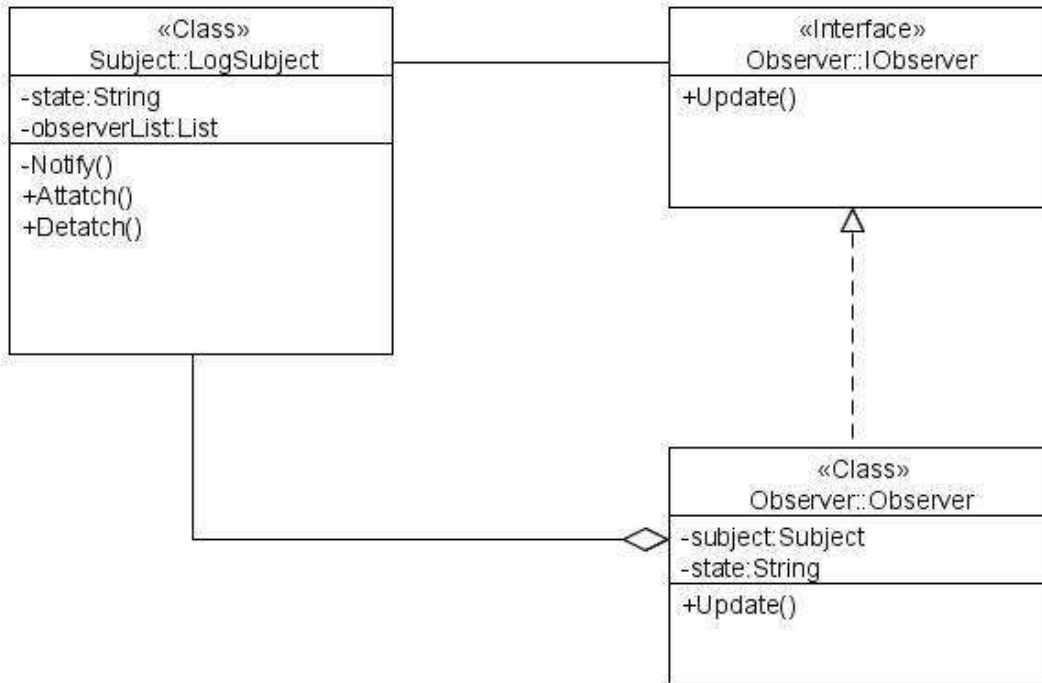 «Class»
Subject::LogSubject
-state:String
-observerList:List
-Notify()
+Attatch()
+Detatch()
«Interface»
Observer::IObserver
+Update()
«Class»
Observer::Observer
-subject:Subject
-state:String
+Update()